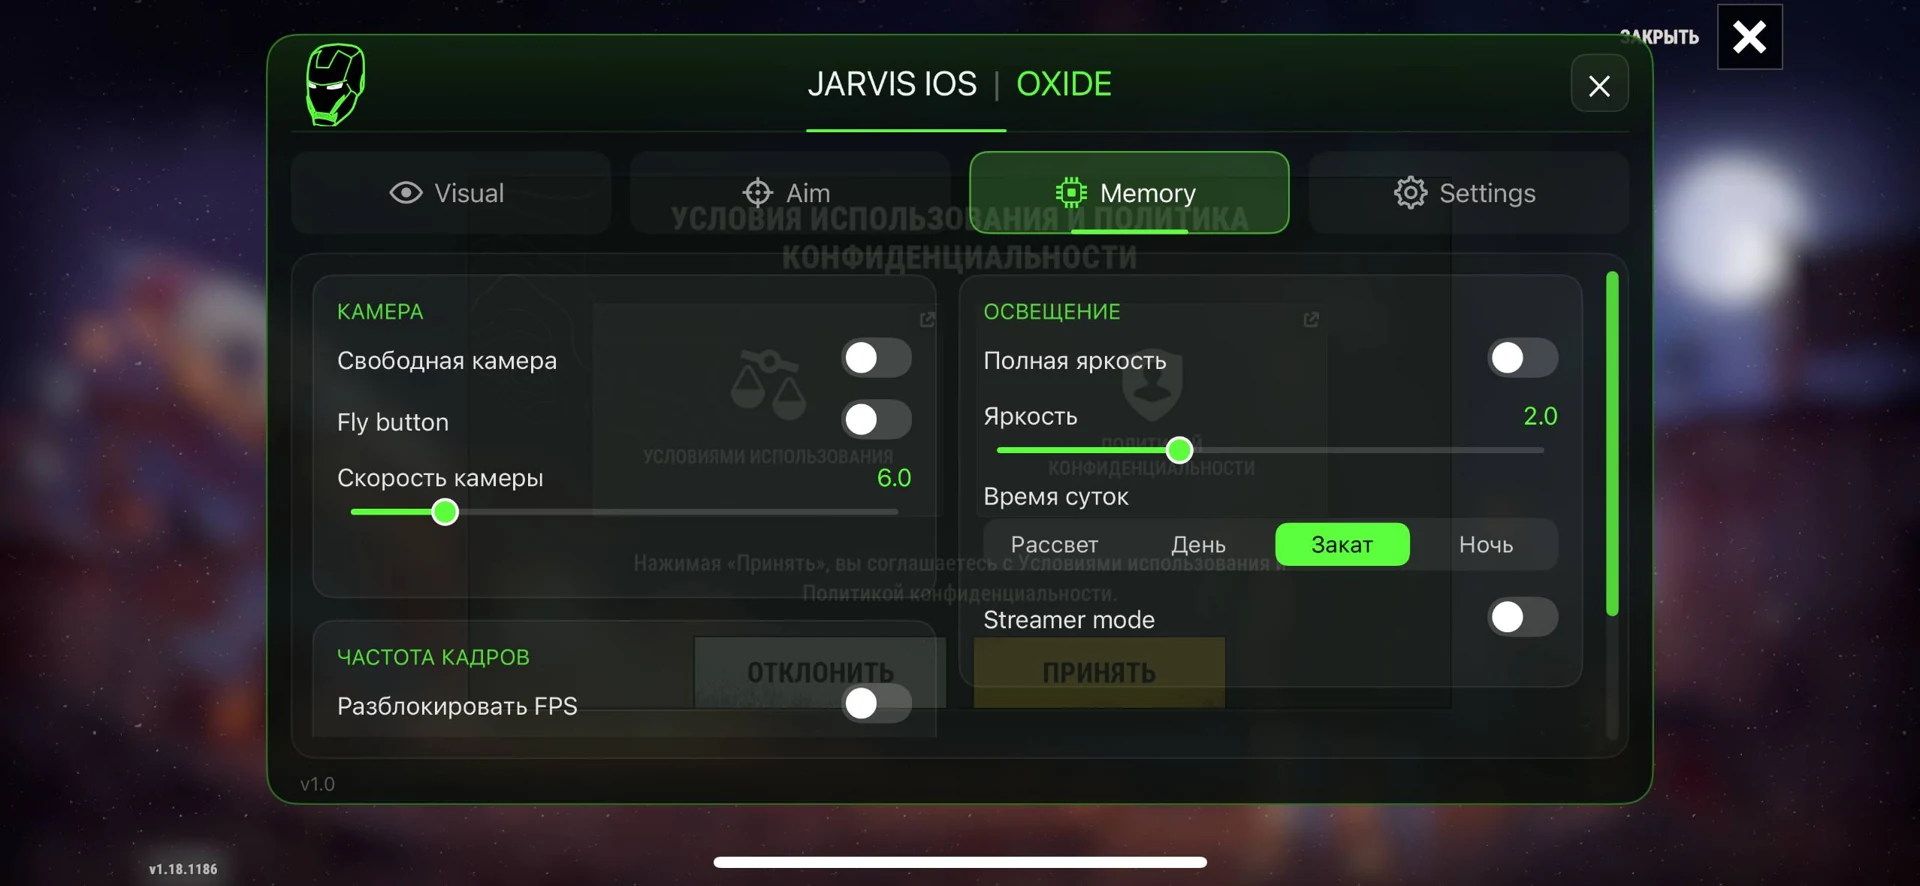 ЗАКРЫТЬ
JARVIS IOS | OXIDE
Visual
Aim
Memory
Settings
УСЛОВИЯ ИСПОЛЬЗОВАНИЯ И ПОЛИТИКА
КОНФИДЕНЦИАЛЬНОСТИ
КАМЕРА
Свободная камера
Fly button
Скорость камеры 6.0
УСЛОВИЯМИ ИСПОЛЬЗОВАНИЯ
ОСВЕЩЕНИЕ
Полная яркость
Яркость 2.0
ПОЛИТИКОЙ
КОНФИДЕНЦИАЛЬНОСТИ
Время суток
Рассвет День Закат Ночь
Нажимая «Принять», вы соглашаетесь с Условиями использования и
Политикой конфиденциальности.
Streamer mode
ЧАСТОТА КАДРОВ
Разблокировать FPS
ОТКЛОНИТЬ
ПРИНЯТЬ
v1.0
v1.18.1186